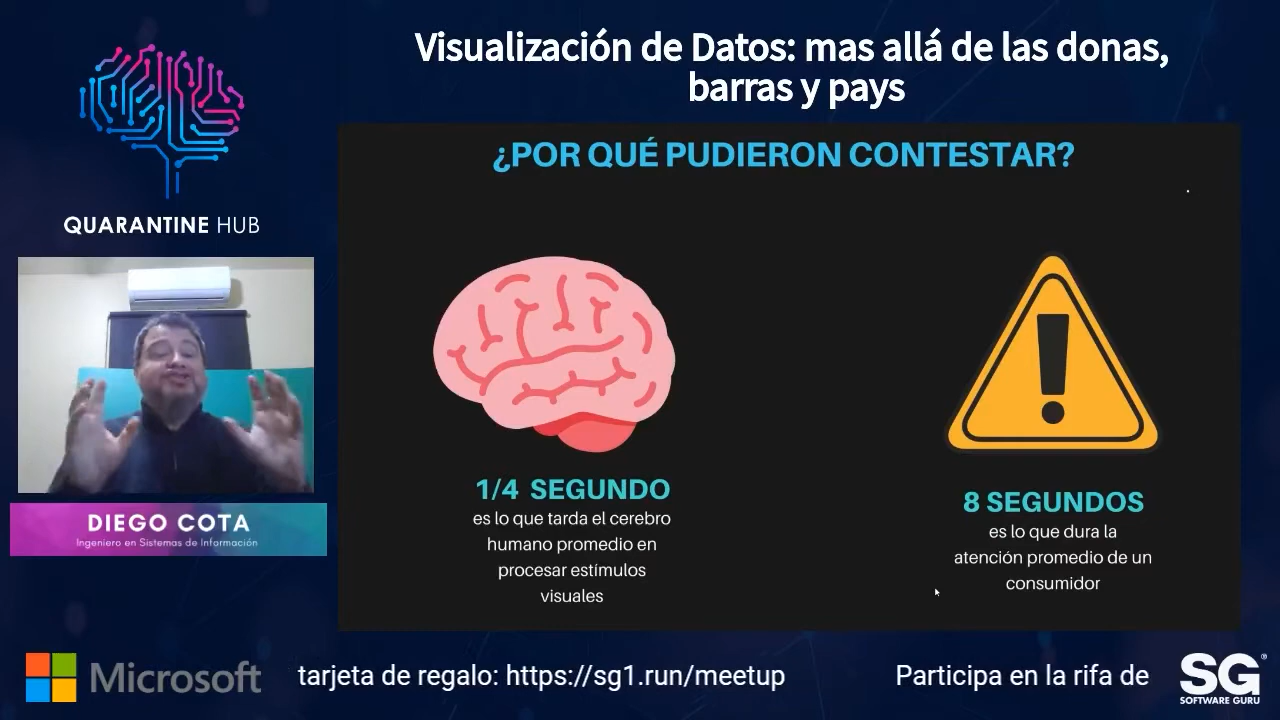 Visualización de Datos: mas allá de las donas,
barras y pays
QUARANTINE HUB
¿POR QUÉ PUDIERON CONTESTAR?
1/4 SEGUNDO
es lo que tarda el cerebro
humano promedio en
procesar estímulos
visuales
8 SEGUNDOS
es lo que dura la
atención promedio de un
consumidor
DIEGO COTA
Ingeniero en Sistemas de Información
Microsoft
tarjeta de regalo: https://sg1.run/meetup
Participa en la rifa de
SG®
SOFTWARE GURU